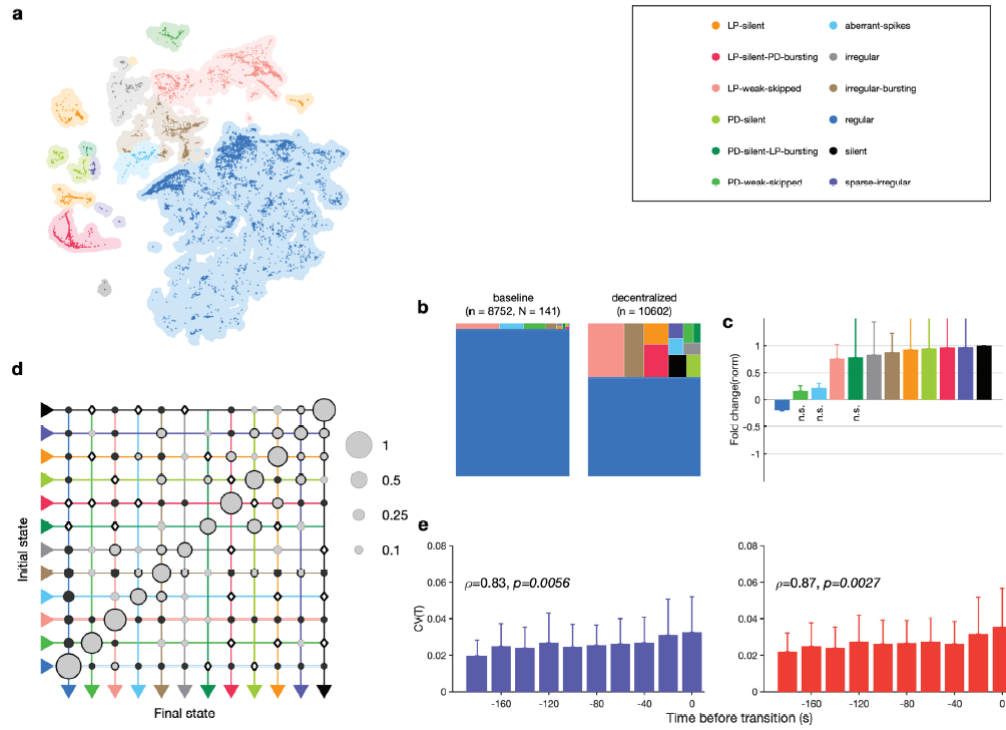 a
LP-silent
LP-silent-PD-bursting
LP-weak-skipped
PD-silent
PD-silent-LP-bursting
PD-weak-skipped
aberrant-spikes
irregular
irregular-bursting
regular
silent
sparse-irregular
b
baseline
(n = 8752, N = 141)
decentralized
(n = 10602)
c
Fold change(norm)
1
0.5
0
-0.5
-1
n.s.
n.s.
n.s.
d
Initial state
Final state
1
0.5
0.25
0.1
e
CV(T)
0.08
0.06
0.04
0.02
0
ρ=0.83, p=0.0056
-160
-120
-80
-40
0
0.08
0.06
0.04
0.02
0
ρ=0.87, p=0.0027
-160
-120
-80
-40
0
Time before transition (s)